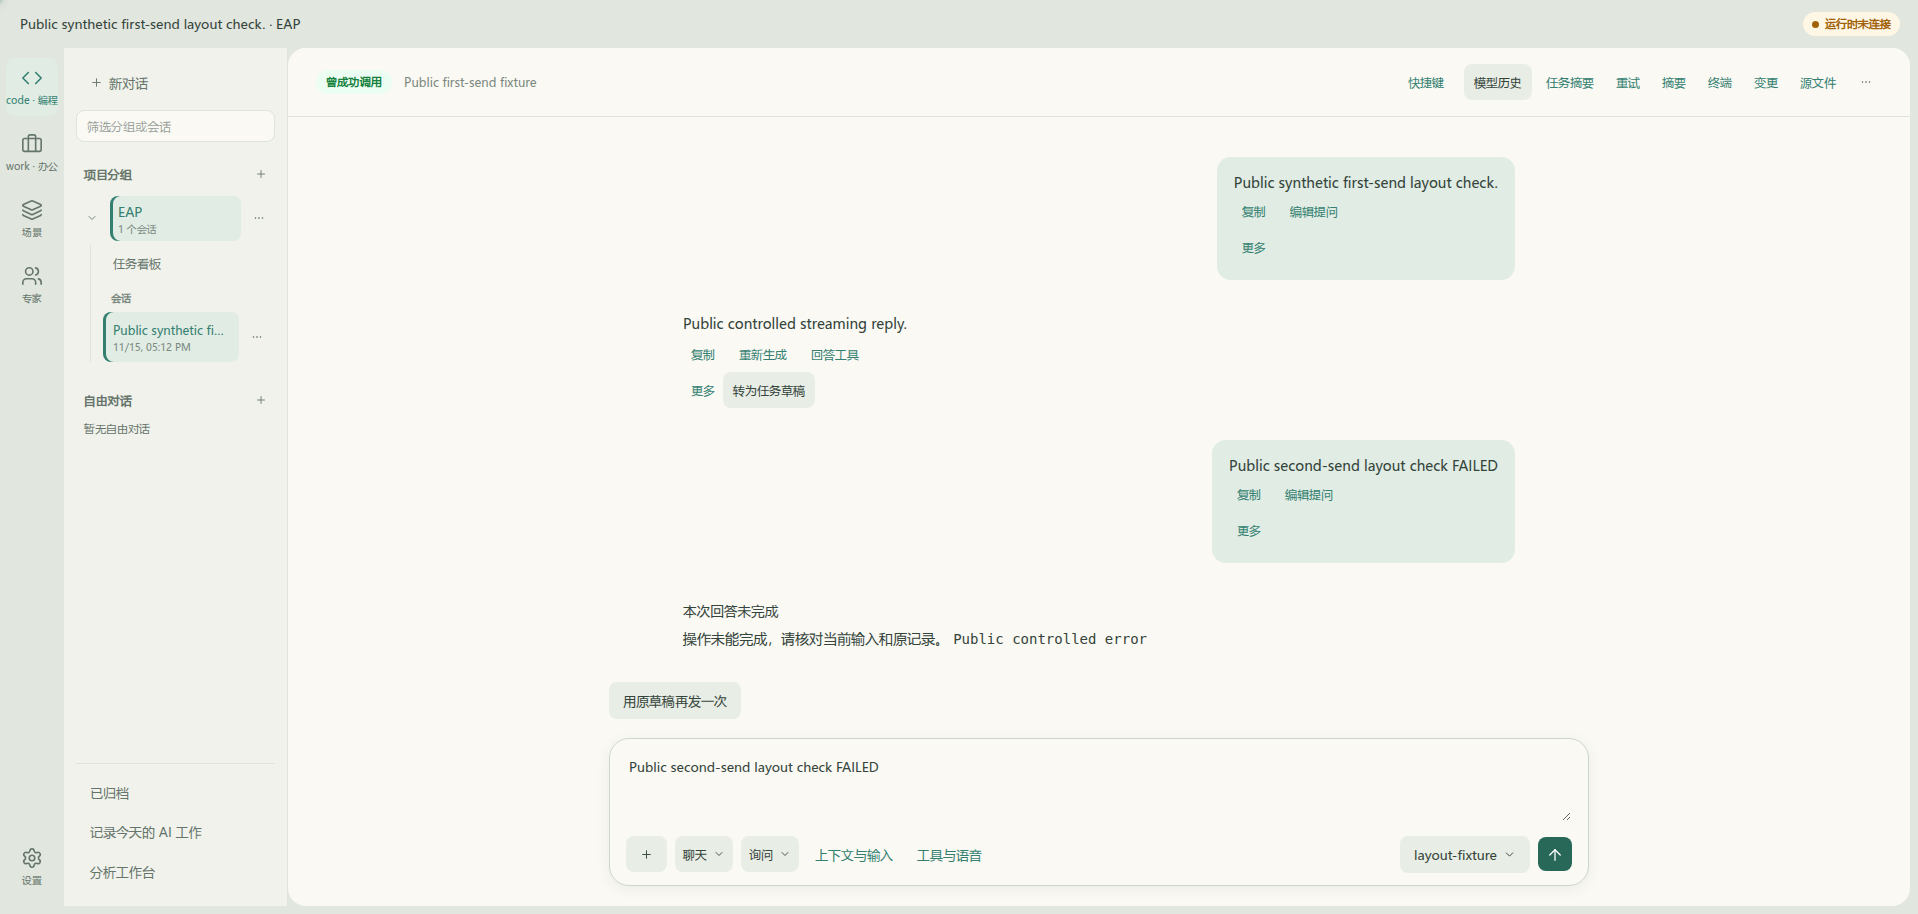 Public synthetic first-send layout check. · EAP
运行时未连接
code · 编程
work · 办公
场景
专家
设置
+ 新对话
筛选分组或会话
项目分组 +
EAP
1 个会话
...
任务看板
会话
Public synthetic fi...
11/15, 05:12 PM
...
自由对话 +
暂无自由对话
已归档
记录今天的 AI 工作
分析工作台
曾成功调用 Public first-send fixture
快捷键 模型历史 任务摘要 重试 摘要 终端 变更 源文件 ...
Public synthetic first-send layout check.
复制 编辑提问
更多
Public controlled streaming reply.
复制 重新生成 回答工具
更多 转为任务草稿
Public second-send layout check FAILED
复制 编辑提问
更多
本次回答未完成
操作未能完成，请核对当前输入和原记录。 Public controlled error
用原草稿再发一次
Public second-send layout check FAILED
+ 聊天 询问 上下文与输入 工具与语音 layout-fixture